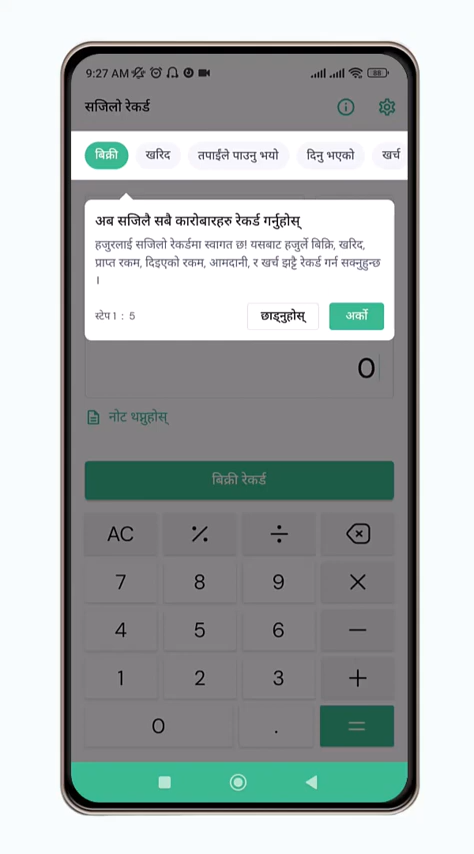 9:27 AM
88
सजिलो रेकर्ड
बिक्री खरिद तपाईंले पाउनु भयो दिनु भएको खर्च
अब सजिलै सबै कारोबारहरु रेकर्ड गर्नुहोस्
हजुरलाई सजिलो रेकर्डमा स्वागत छ! यसबाट हजुर्ले बिक्रि, खरिद,
प्राप्त रकम, दिइएको रकम, आमदानी, र खर्च झट्टै रेकर्ड गर्न सक्नुहुन्छ
।
स्टेप 1 : 5 छाड्नुहोस् अर्को
0
नोट थप्नुहोस्
बिक्री रेकर्ड
AC ٪ ÷
7 8 9 ×
4 5 6 −
1 2 3 +
0 . =